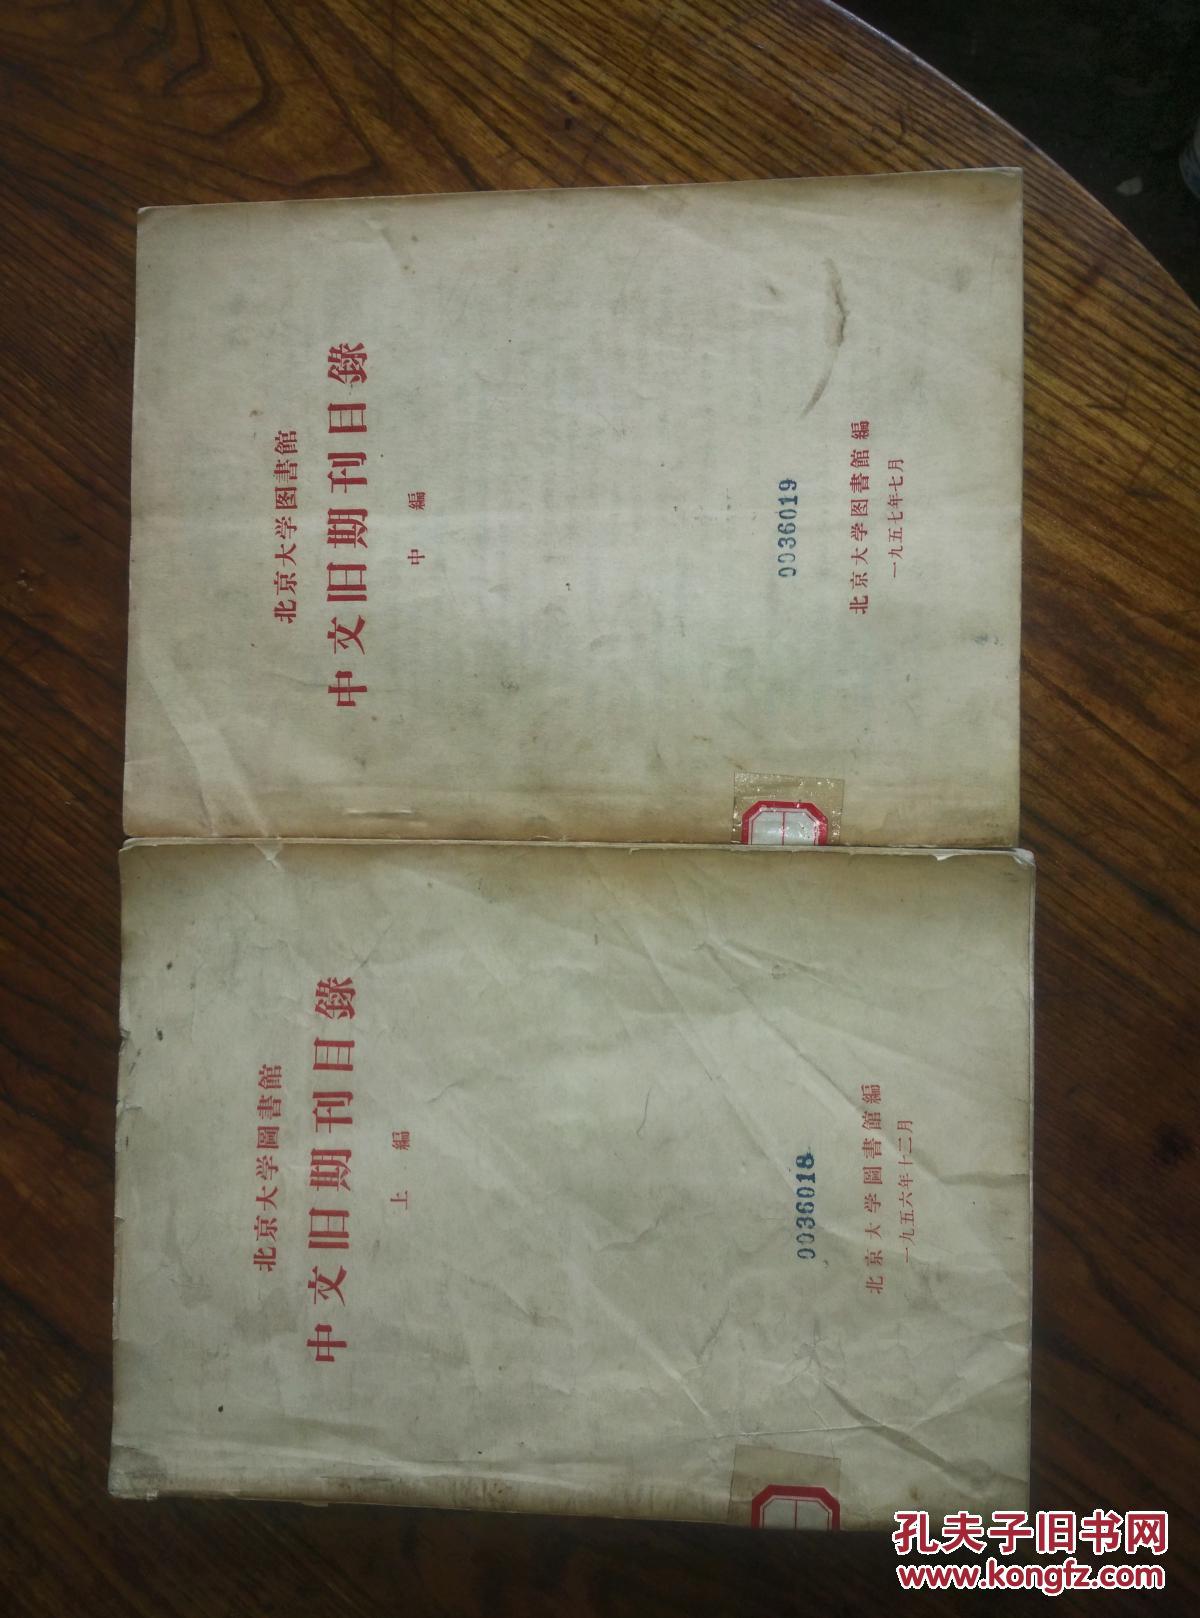 北京大学图書館
中文旧期刊目錄
中編
0036019
北京大学图書館編
一九五七年七月
北京大学圖書館
中文旧期刊目錄
上編
0036018
北京大学圖書館編
一九五六年十二月
孔夫子旧书网
www.kongfz.com